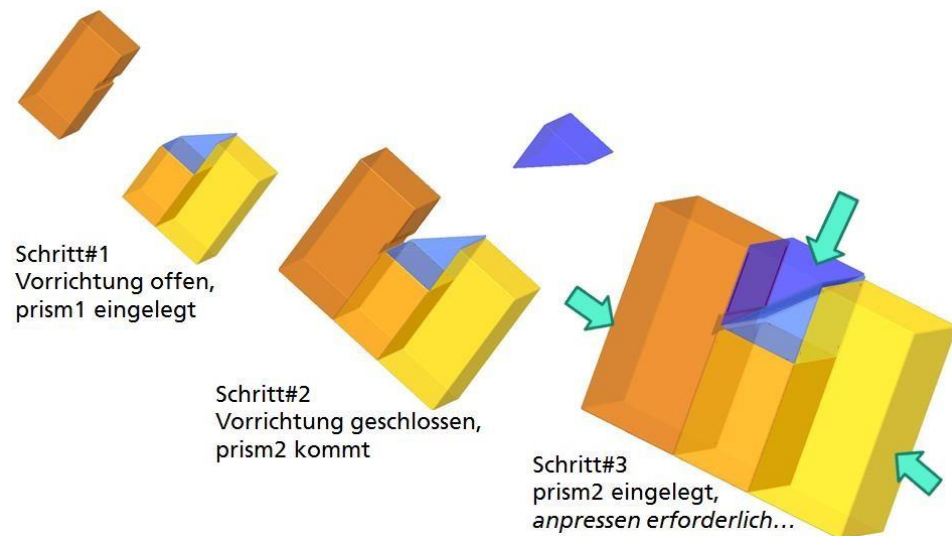 Schritt#1
Vorrichtung offen,
prism1 eingelegt
Schritt#2
Vorrichtung geschlossen,
prism2 kommt
Schritt#3
prism2 eingelegt,
anpressen erforderlich...